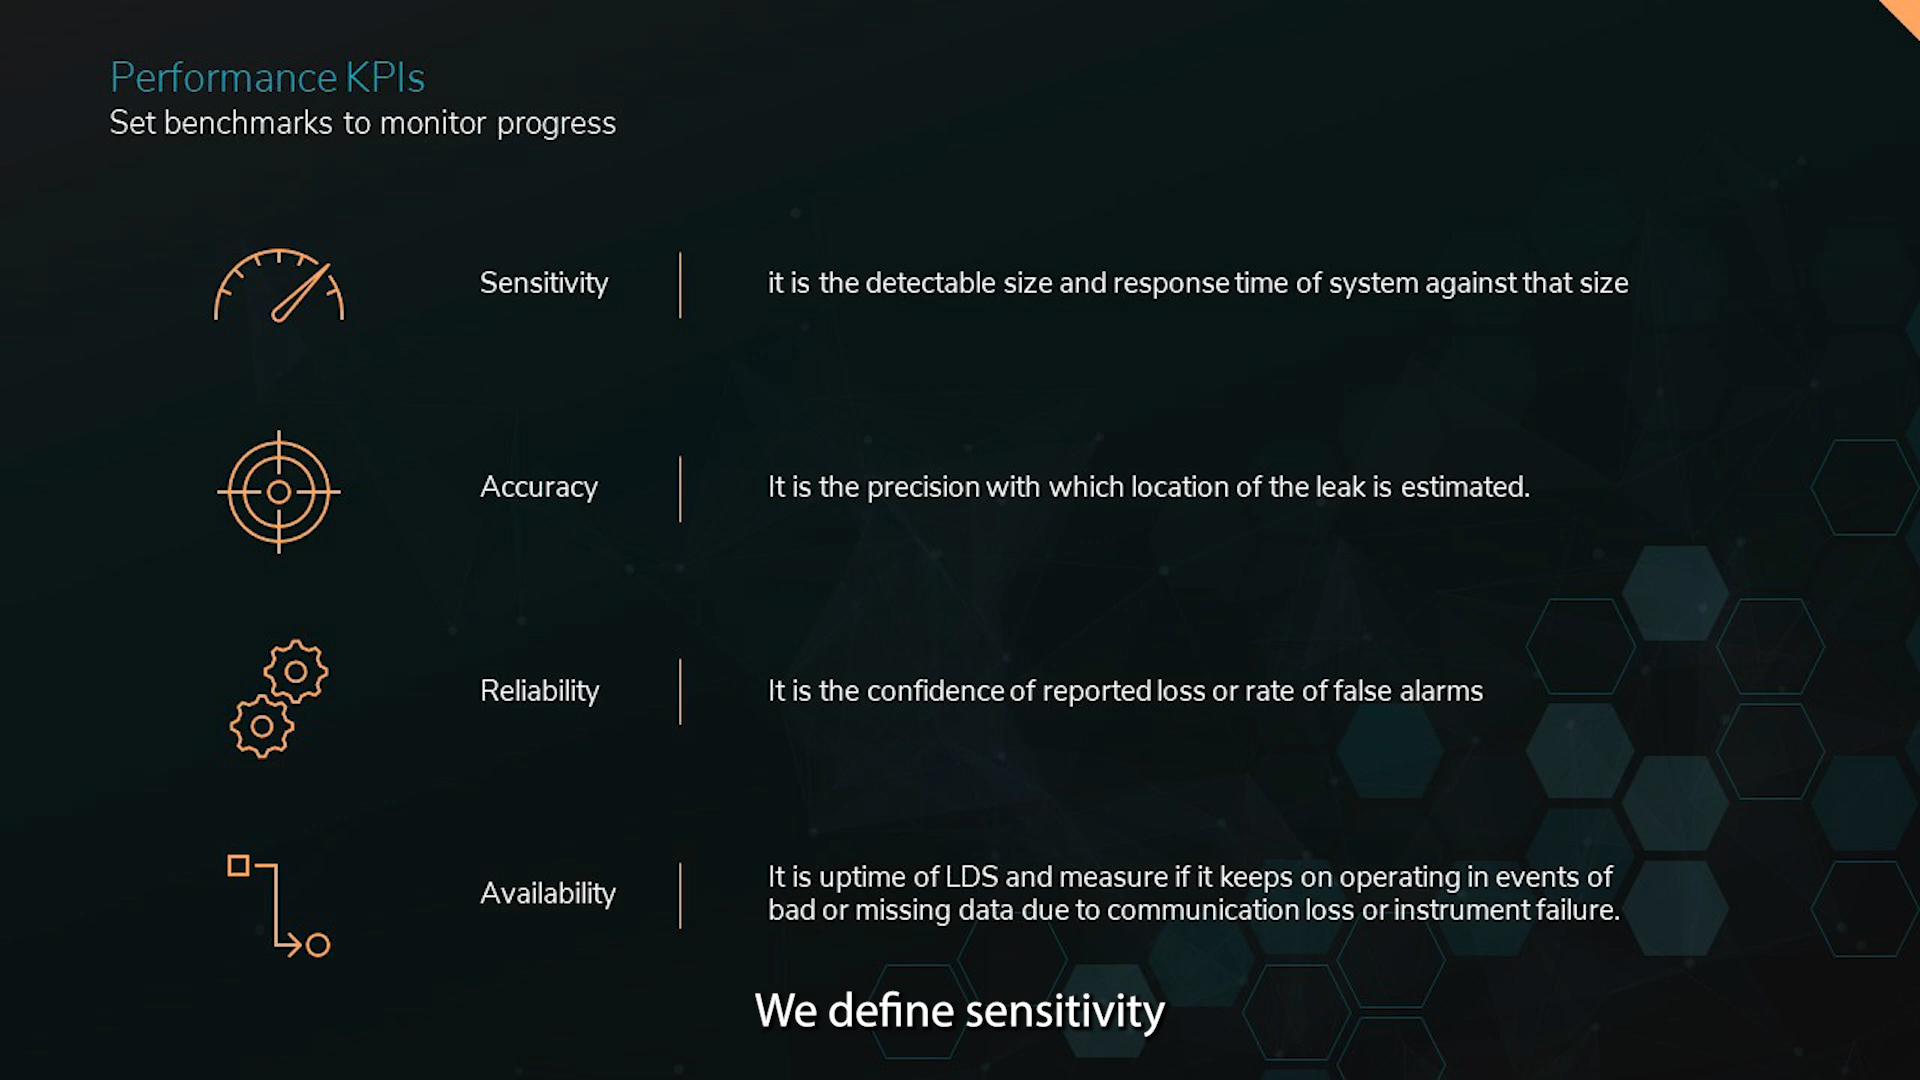 Performance KPIs
Set benchmarks to monitor progress
Sensitivity
it is the detectable size and response time of system against that size
Accuracy
It is the precision with which location of the leak is estimated.
Reliability
It is the confidence of reported loss or rate of false alarms
Availability
It is uptime of LDS and measure if it keeps on operating in events of
bad or missing data due to communication loss or instrument failure.
We define sensitivity